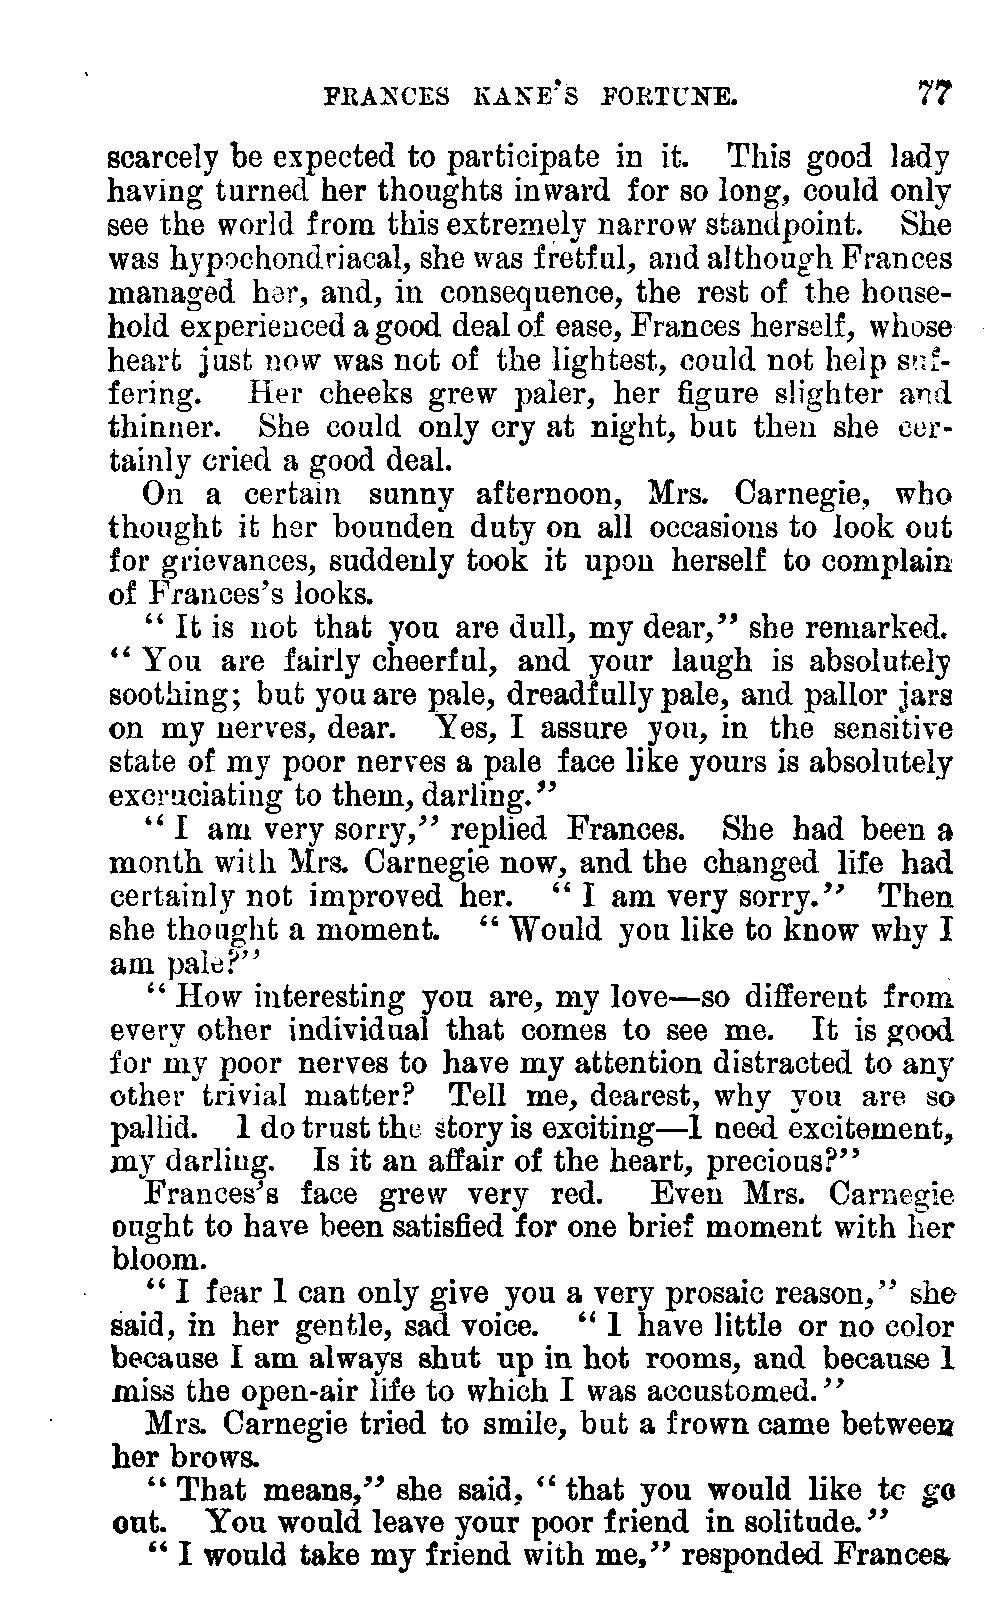 FRANCES KANE'S FORTUNE. 77
scarcely be expected to participate in it. This good lady
having turned her thoughts inward for so long, could only
see the world from this extremely narrow standpoint. She
was hypochondriacal, she was fretful, and although Frances
managed her, and, in consequence, the rest of the house-
hold experienced a good deal of ease, Frances herself, whose
heart just now was not of the lightest, could not help suf-
fering. Her cheeks grew paler, her figure slighter and
thinner. She could only cry at night, but then she cer-
tainly cried a good deal.
On a certain sunny afternoon, Mrs. Carnegie, who
thought it her bounden duty on all occasions to look out
for grievances, suddenly took it upon herself to complain
of Frances's looks.
"It is not that you are dull, my dear," she remarked.
"You are fairly cheerful, and your laugh is absolutely
soothing; but you are pale, dreadfully pale, and pallor jars
on my nerves, dear. Yes, I assure you, in the sensitive
state of my poor nerves a pale face like yours is absolutely
excruciating to them, darling."
"I am very sorry," replied Frances. She had been a
month with Mrs. Carnegie now, and the changed life had
certainly not improved her. "I am very sorry." Then
she thought a moment. "Would you like to know why I
am pale?"
"How interesting you are, my love—so different from
every other individual that comes to see me. It is good
for my poor nerves to have my attention distracted to any
other trivial matter? Tell me, dearest, why you are so
pallid. I do trust the story is exciting—I need excitement,
my darling. Is it an affair of the heart, precious?"
Frances's face grew very red. Even Mrs. Carnegie
ought to have been satisfied for one brief moment with her
bloom.
"I fear I can only give you a very prosaic reason," she
said, in her gentle, sad voice. "I have little or no color
because I am always shut up in hot rooms, and because I
miss the open-air life to which I was accustomed."
Mrs. Carnegie tried to smile, but a frown came between
her brows.
"That means," she said, "that you would like to go
out. You would leave your poor friend in solitude."
"I would take my friend with me," responded Frances.